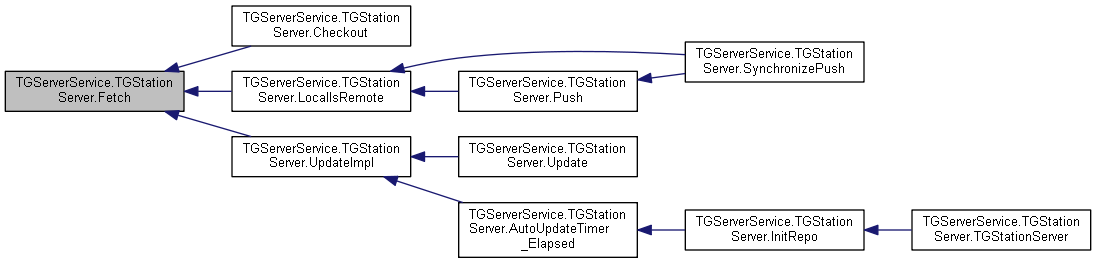 TGServerService.TGStation
Server.Fetch
TGServerService.TGStation
Server.Checkout
TGServerService.TGStation
Server.LocalIsRemote
TGServerService.TGStation
Server.UpdateImpl
TGServerService.TGStation
Server.Push
TGServerService.TGStation
Server.SynchronizePush
TGServerService.TGStation
Server.Update
TGServerService.TGStation
Server.AutoUpdateTimer
_Elapsed
TGServerService.TGStation
Server.InitRepo
TGServerService.TGStation
Server.TGStationServer